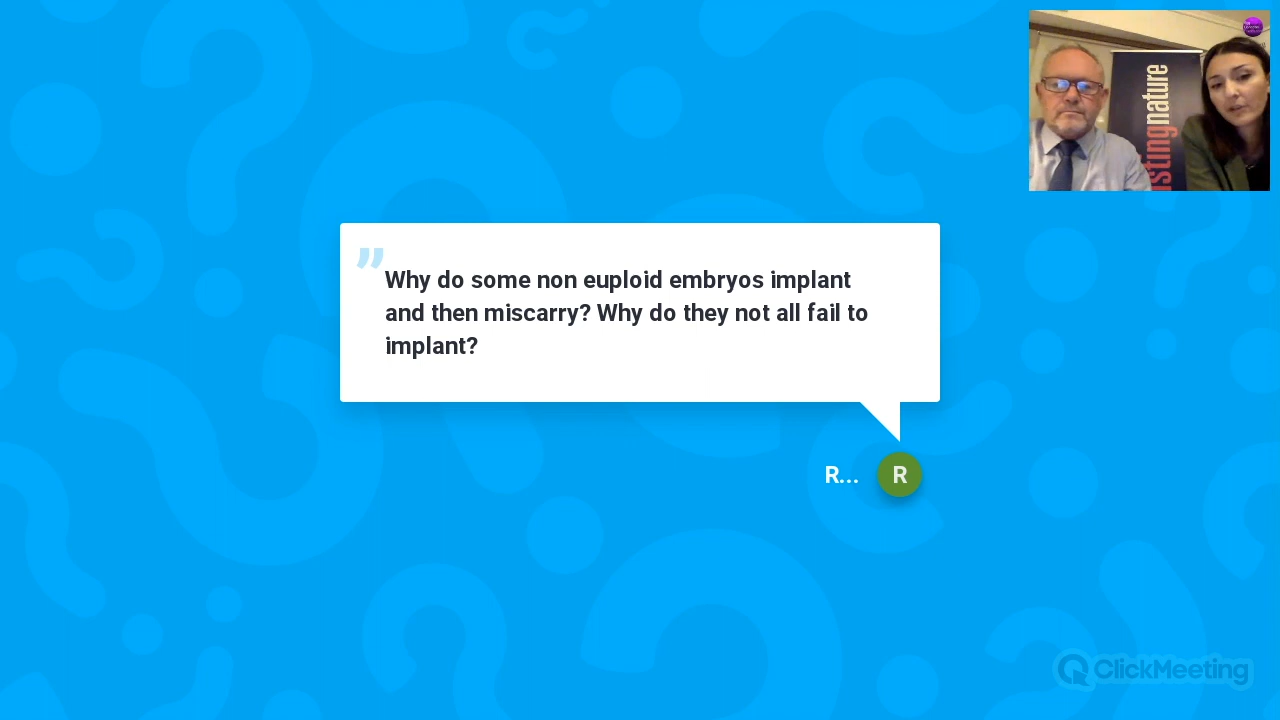 Why do some non euploid embryos implant
and then miscarry? Why do they not all fail to
implant?
R... R
stingnature
ClickMeeting